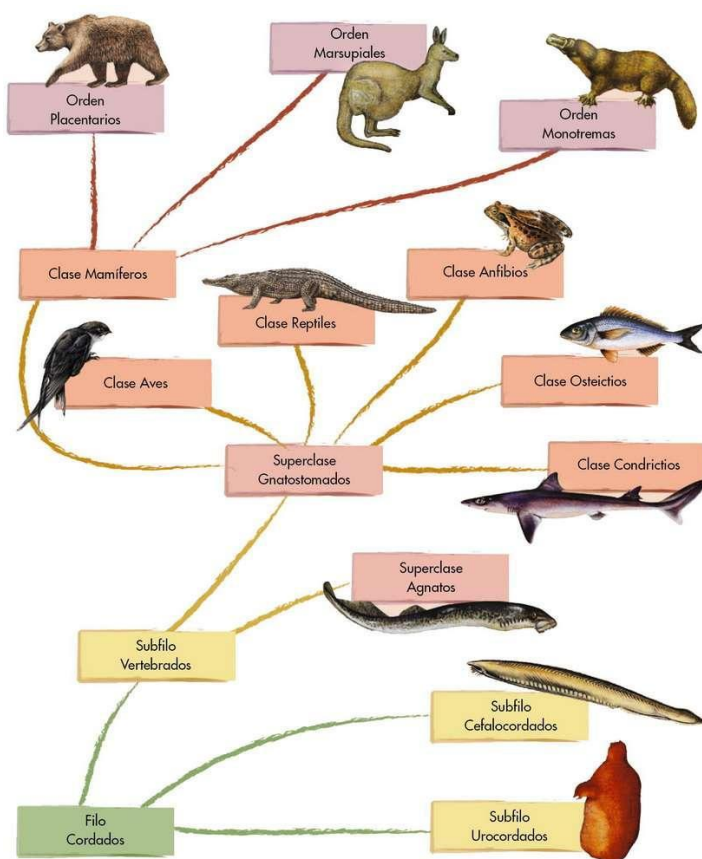 Orden
Placentarios
Orden
Marsupiales
Orden
Monotremas
Clase Mamíferos
Clase Anfibios
Clase Reptiles
Clase Aves
Clase Osteictios
Superclase
Gnatostomados
Clase Condrictios
Superclase
Agnatos
Subfilo
Vertebrados
Subfilo
Cefalocordados
Filo
Cordados
Subfilo
Urocordados